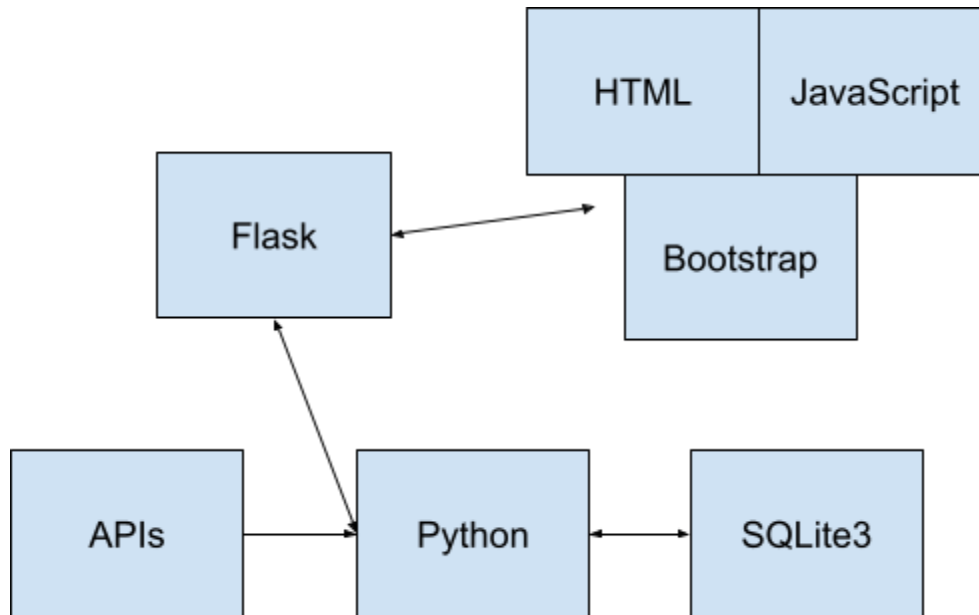 HTML
JavaScript
Flask
Bootstrap
APIs
Python
SQLite3